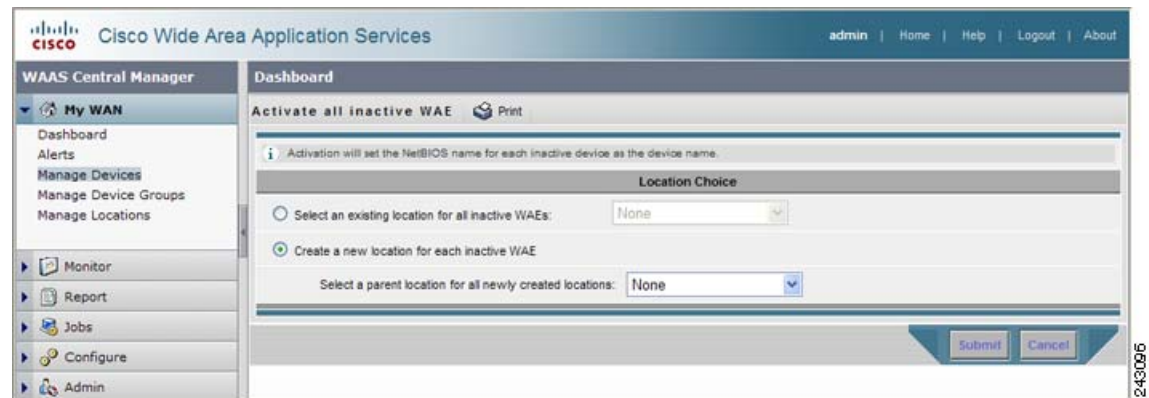 CISCO Cisco Wide Area Application Services admin | Home | Help | Logout | About
WAAS Central Manager
My WAN
Dashboard
Alerts
Manage Devices
Manage Device Groups
Manage Locations
Monitor
Report
Jobs
Configure
Admin
Dashboard
Activate all inactive WAE Print
Activation will set the NetBIOS name for each inactive device as the device name.
Location Choice
Select an existing location for all inactive WAEs: None
Create a new location for each inactive WAE
Select a parent location for all newly created locations: None
Submit Cancel
243096